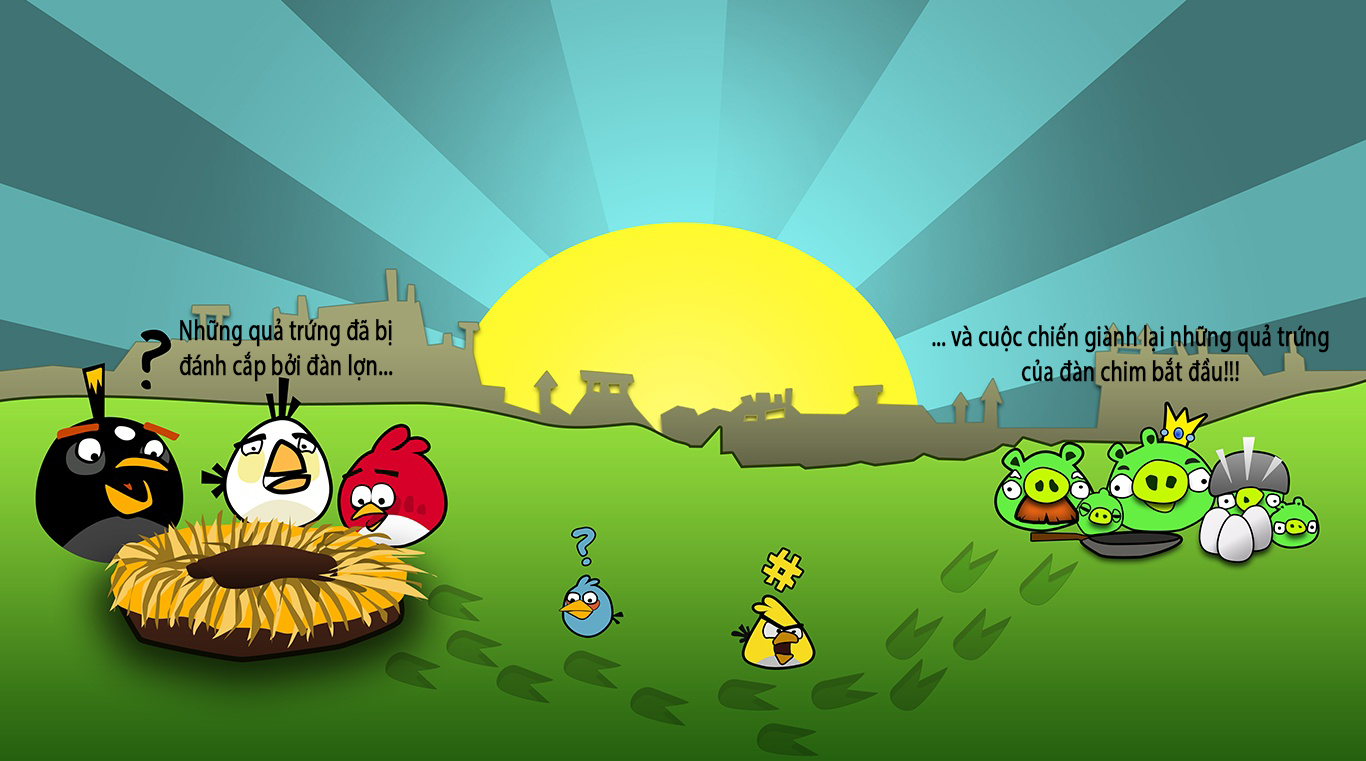 ?
Những quả trứng đã bị
đánh cắp bởi đàn lợn...
... và cuộc chiến giành lại những quả trứng
của đàn chim bắt đầu!!!
?
#